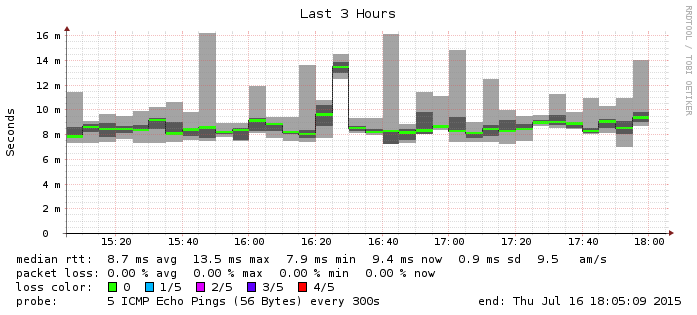 Last 3 Hours
RRDTOOL / TOBI OETIKER
Seconds
16 m
14 m
12 m
10 m
8 m
6 m
4 m
2 m
0
15:20 15:40 16:00 16:20 16:40 17:00 17:20 17:40 18:00
median rtt: 8.7 ms avg 13.5 ms max 7.9 ms min 9.4 ms now 0.9 ms sd 9.5 am/s
packet loss: 0.00 % avg 0.00 % max 0.00 % min 0.00 % now
loss color: 0 1/5 2/5 3/5 4/5
probe: 5 ICMP Echo Pings (56 Bytes) every 300s end: Thu Jul 16 18:05:09 2015